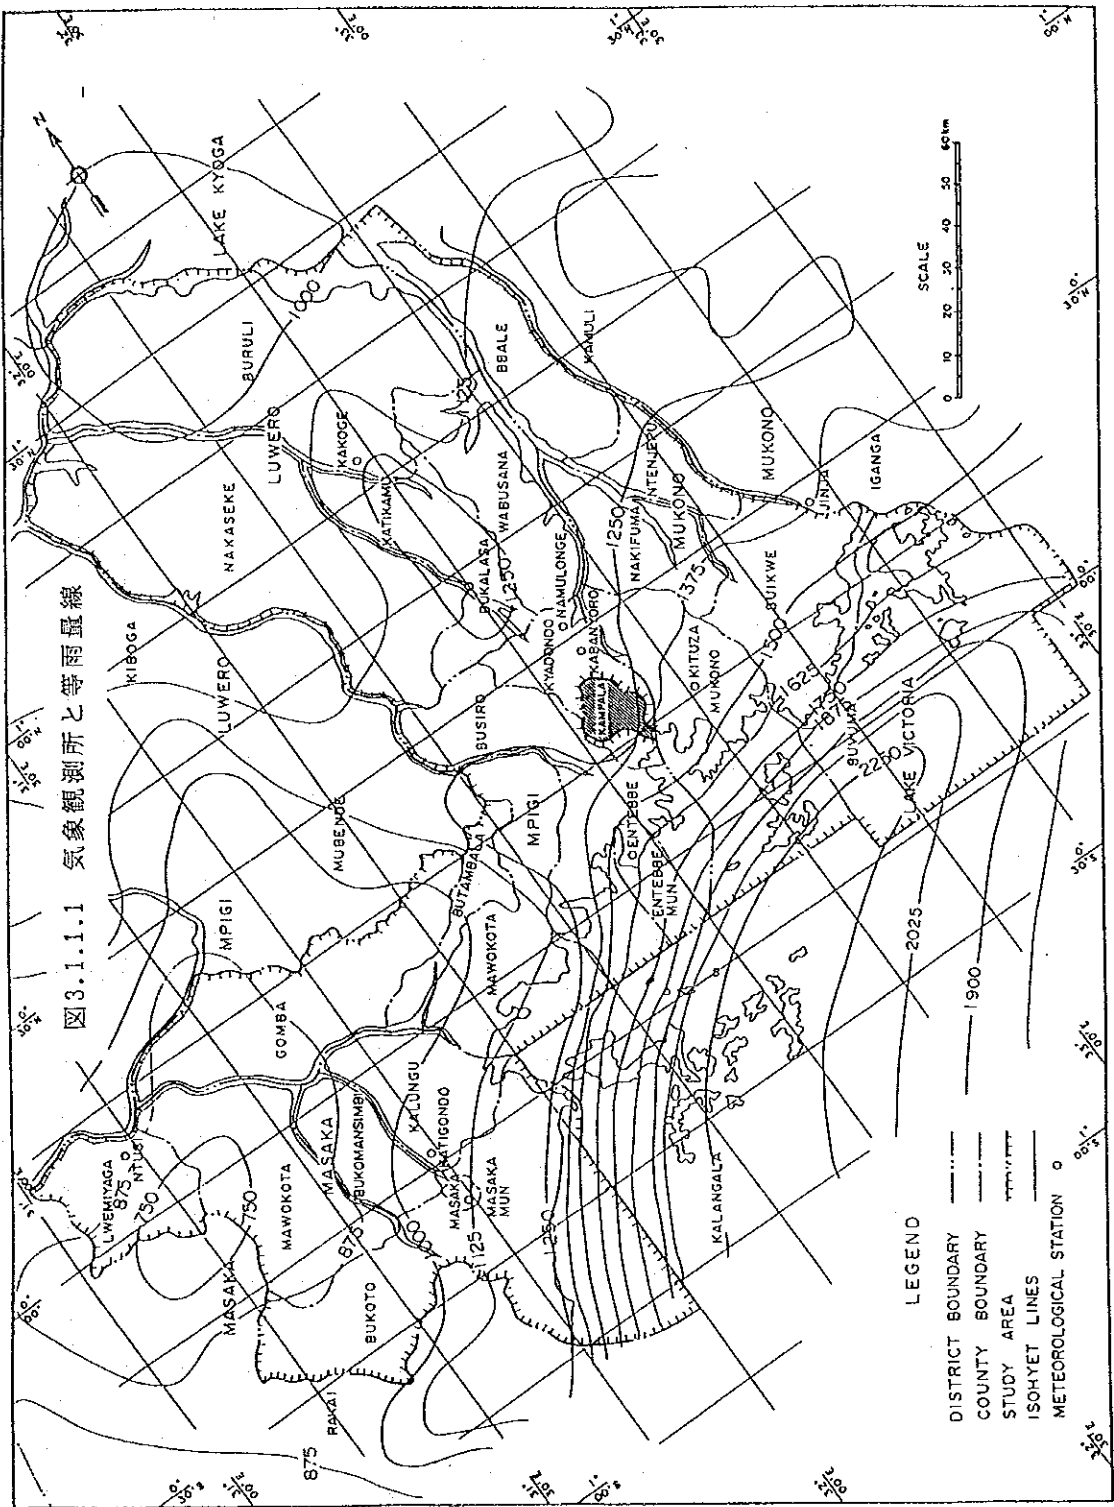 図3.1.1.1 気象観測所と等雨量線
N
LAKE KYOGA
BURULI
1000
LUWERO
NAKASEKE
KAKOGE
KATIKAMU
KIBOGA
LUWERO
BBALE
KAMULI
WABUSANA
BUKALASA
1250
NAMULONGE
KYADONDO
KABANYORO
1250
NAKIFUMA
NTENJERU
MUKONO
MUKONO
IGANGA
JINJA
1375
BUIKWE
KITUZA
MUKONO
KAMPALA
BUSIRO
1500
1625
1750
1875
BUVUMA
2250
LAKE VICTORIA
MUBENDE
MPIGI
BUTAMBALA
MPIGI
ENTEBBE
ENTEBBE MUN
MAWOKOTA
GOMBA
KALUNGU
MASAKA
BUKOMANSIMBI
KATIGONDO
MASAKA
MASAKA MUN
LWEMIYAGA
875
NTUSI
750
750
MAWOKOTA
MASAKA
875
1000
1125
1250
BUKOTO
RAKAI
875
KALANGALA
2025
1900
SCALE
0 10 20 30 40 50 60km
LEGEND
DISTRICT BOUNDARY
COUNTY BOUNDARY
STUDY AREA
ISOHYET LINES
METEOROLOGICAL STATION